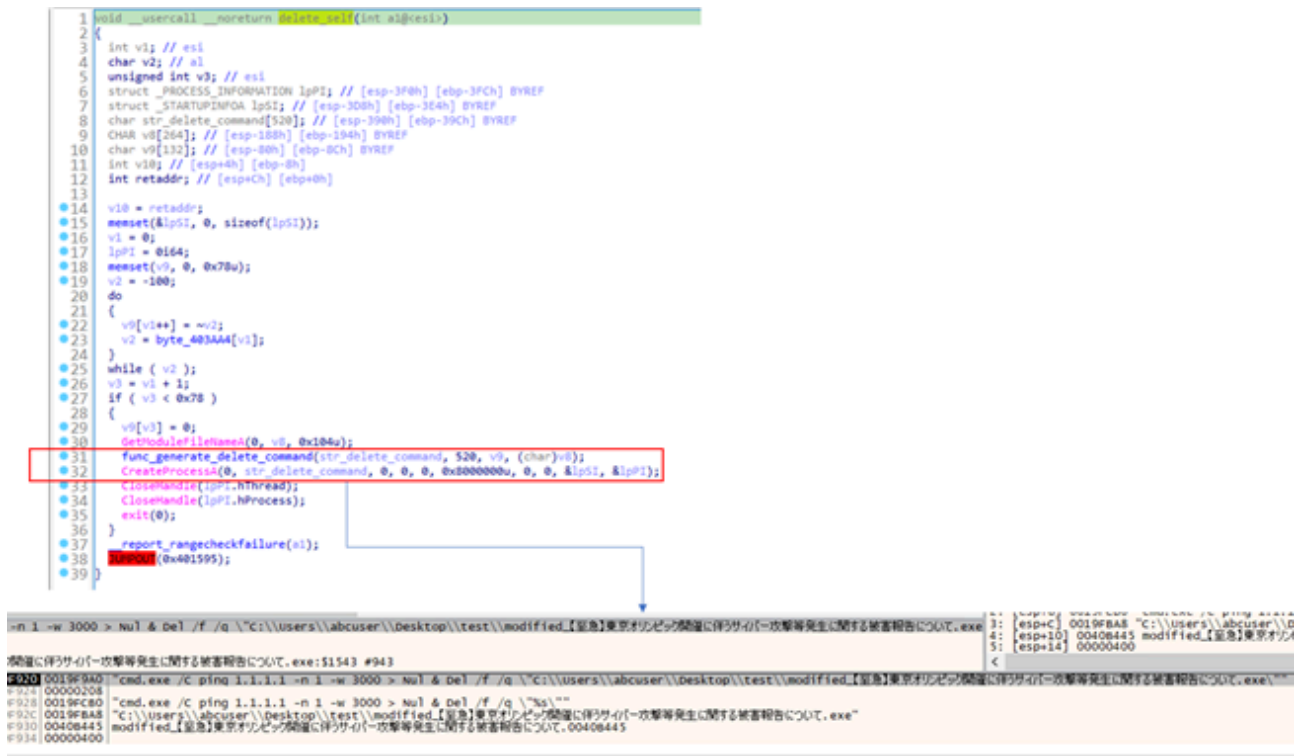 1 void __usercall __noreturn delete_self(int a1@<esi>)
2 {
3 int v1; // esi
4 char v2; // al
5 unsigned int v3; // esi
6 struct _PROCESS_INFORMATION lpPI; // [esp-3F0h] [ebp-3FCh] BYREF
7 struct _STARTUPINFOA lpSI; // [esp-3D8h] [ebp-3E4h] BYREF
8 char str_delete_command[520]; // [esp-390h] [ebp-39Ch] BYREF
9 CHAR v8[264]; // [esp-188h] [ebp-194h] BYREF
10 char v9[132]; // [esp-80h] [ebp-8Ch] BYREF
11 int v10; // [esp+4h] [ebp-8h]
12 int retaddr; // [esp+Ch] [ebp+0h]
13
14 v10 = retaddr;
15 memset(&lpSI, 0, sizeof(lpSI));
16 v1 = 0;
17 lpPI = 0i64;
18 memset(v9, 0, 0x78u);
19 v2 = -100;
20 do
21 {
22 v9[v1++] = ~v2;
23 v2 = byte_403AA4[v1];
24 }
25 while ( v2 );
26 v3 = v1 + 1;
27 if ( v3 < 0x78 )
28 {
29 v9[v3] = 0;
30 GetModuleFileNameA(0, v8, 0x104u);
31 func_generate_delete_command(str_delete_command, 520, v9, (char)v8);
32 CreateProcessA(0, str_delete_command, 0, 0, 0, 0x8000000u, 0, 0, &lpSI, &lpPI);
33 CloseHandle(lpPI.hThread);
34 CloseHandle(lpPI.hProcess);
35 exit(0);
36 }
37 __report_rangecheckfailure(a1);
38 JUMPOUT(0x401595);
39 }
-n 1 -w 3000 > Nul & Del /f /q \"C:\\Users\\abcuser\\Desktop\\test\\modified_【至急】東京オリンピック開催に伴うサイバー攻撃等発生に関する被害報告について.exe
3: [esp+C] 0019FBA8 "C:\\Users\\abcuser\\D
4: [esp+10] 0040B445 modified_【至急】東京オリ
5: [esp+14] 00000400
開催に伴うサイバー攻撃等発生に関する被害報告について.exe:$1543 #943
<
F920 0019F9A0 "cmd.exe /C ping 1.1.1.1 -n 1 -w 3000 > Nul & Del /f /q \"C:\\Users\\abcuser\\Desktop\\test\\modified_【至急】東京オリンピック開催に伴うサイバー攻撃等発生に関する被害報告について.exe\""
F924 00000208
F928 0019FCB0 "cmd.exe /C ping 1.1.1.1 -n 1 -w 3000 > Nul & Del /f /q \"%s\""
F92C 0019FBA8 "C:\\Users\\abcuser\\Desktop\\test\\modified_【至急】東京オリンピック開催に伴うサイバー攻撃等発生に関する被害報告について.exe"
F930 0040B445 modified_【至急】東京オリンピック開催に伴うサイバー攻撃等発生に関する被害報告について.0040B445
F934 00000400